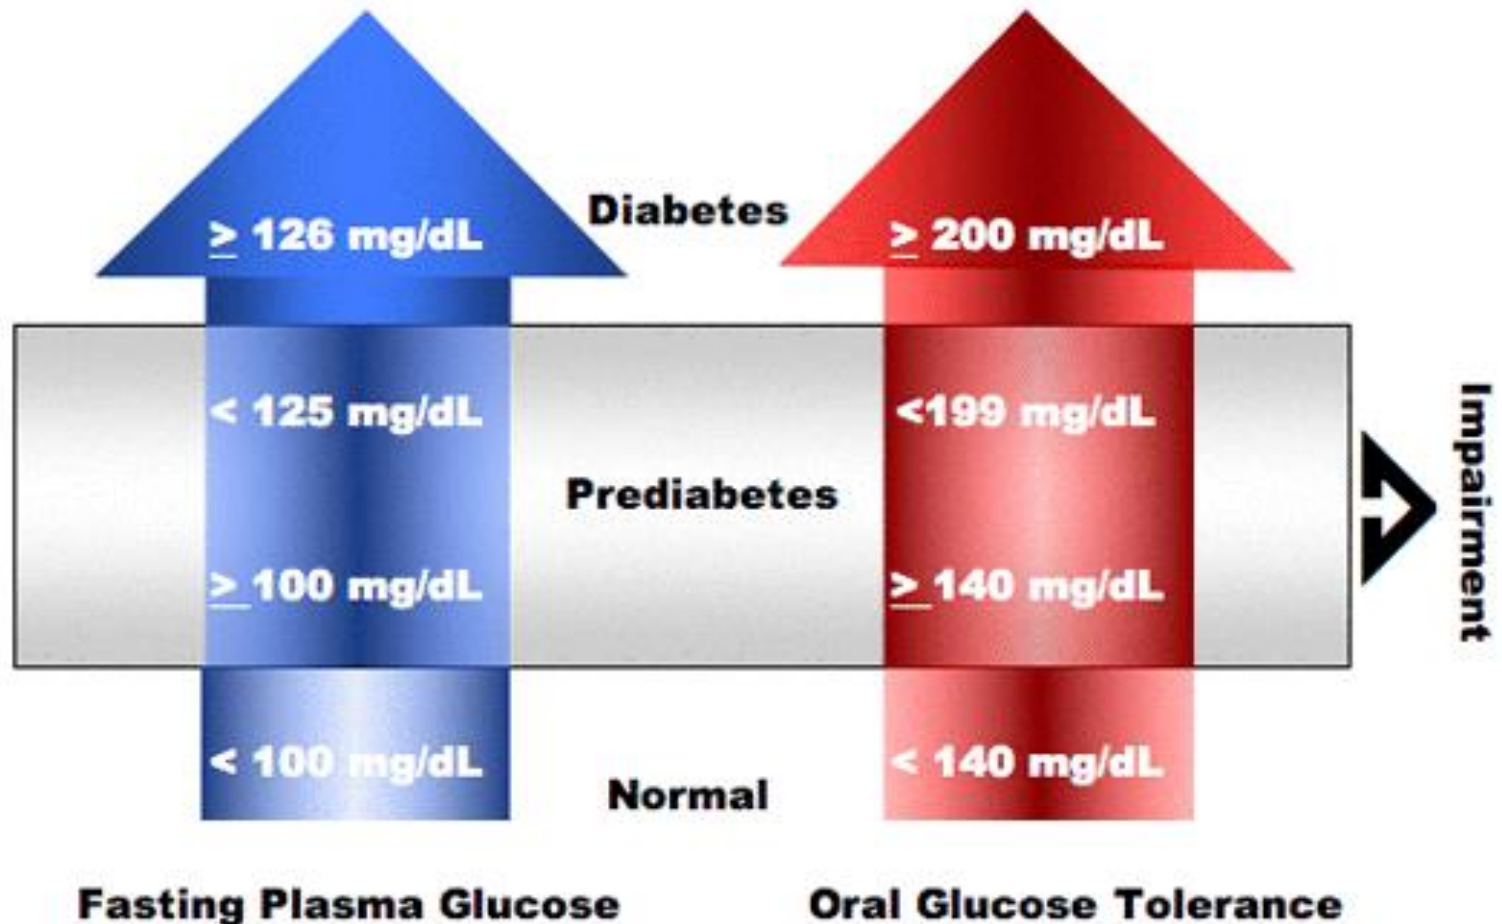 Diabetes
≥ 126 mg/dL
≥ 200 mg/dL
< 125 mg/dL
<199 mg/dL
Prediabetes
≥ 100 mg/dL
≥ 140 mg/dL
Impairment
< 100 mg/dL
< 140 mg/dL
Normal
Fasting Plasma Glucose
Oral Glucose Tolerance